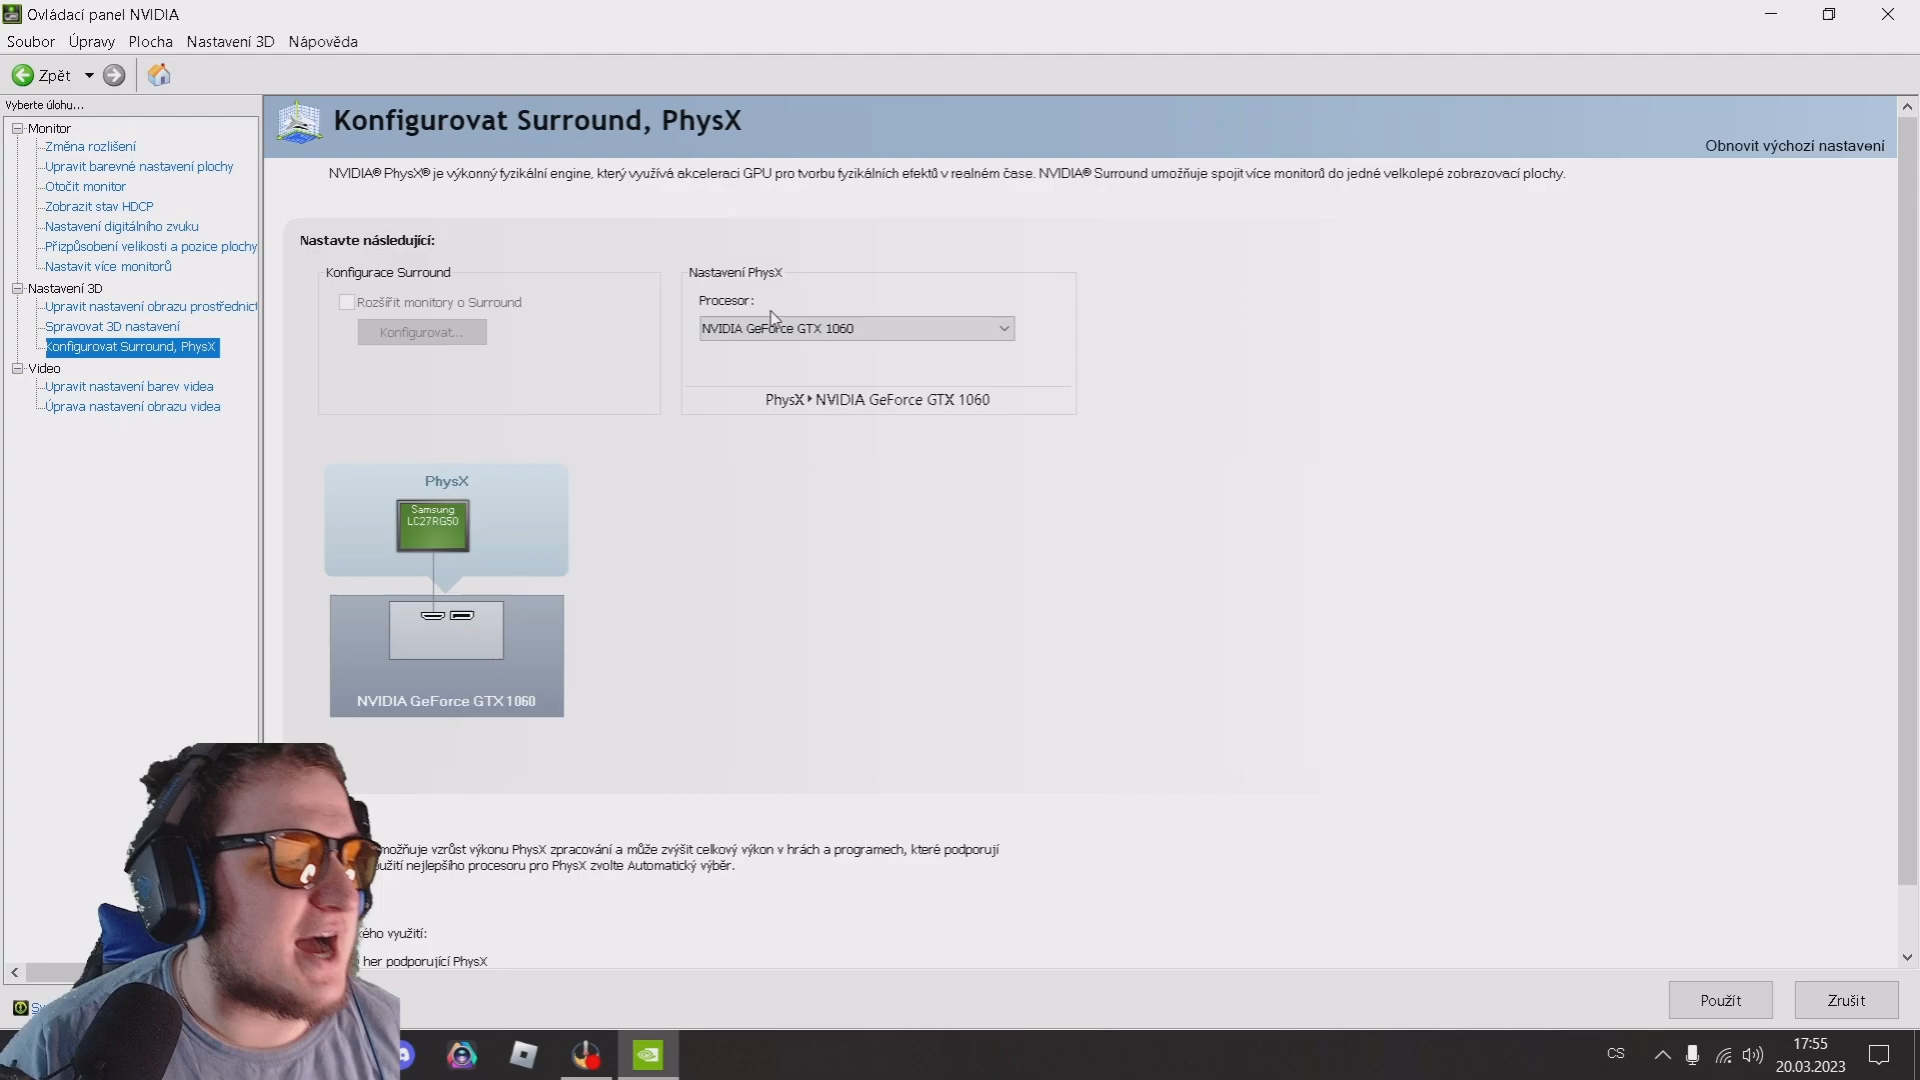 Ovládací panel NVIDIA
Soubor Úpravy Plocha Nastavení 3D Nápověda
Zpět
Vyberte úlohu...
Monitor
Změna rozlišení
Upravit barevné nastavení plochy
Otočit monitor
Zobrazit stav HDCP
Nastavení digitálního zvuku
Přizpůsobení velikosti a pozice plochy
Nastavit více monitorů
Nastavení 3D
Upravit nastavení obrazu prostřednict
Spravovat 3D nastavení
Konfigurovat Surround, PhysX
Video
Upravit nastavení barev videa
Úprava nastavení obrazu videa
Konfigurovat Surround, PhysX
Obnovit výchozí nastavení
NVIDIA® PhysX® je výkonný fyzikální engine, který využívá akceleraci GPU pro tvorbu fyzikálních efektů v realném čase. NVIDIA® Surround umožňuje spojit více monitorů do jedné velkolepé zobrazovací plochy.
Nastavte následující:
Konfigurace Surround
Rozšířit monitory o Surround
Konfigurovat...
Nastavení PhysX
Procesor:
NVIDIA GeForce GTX 1060
PhysX NVIDIA GeForce GTX 1060
PhysX
Samsung
LC27RG50
NVIDIA GeForce GTX 1060
vzrůst výkonu PhysX zpracování a může zvýšit celkový výkon v hrách a programech, které podporují
nejlepšího procesoru pro PhysX zvolte Automatický výběr.
využití:
her podporující PhysX
Použít
Zrušit
CS
17:55
20.03.2023